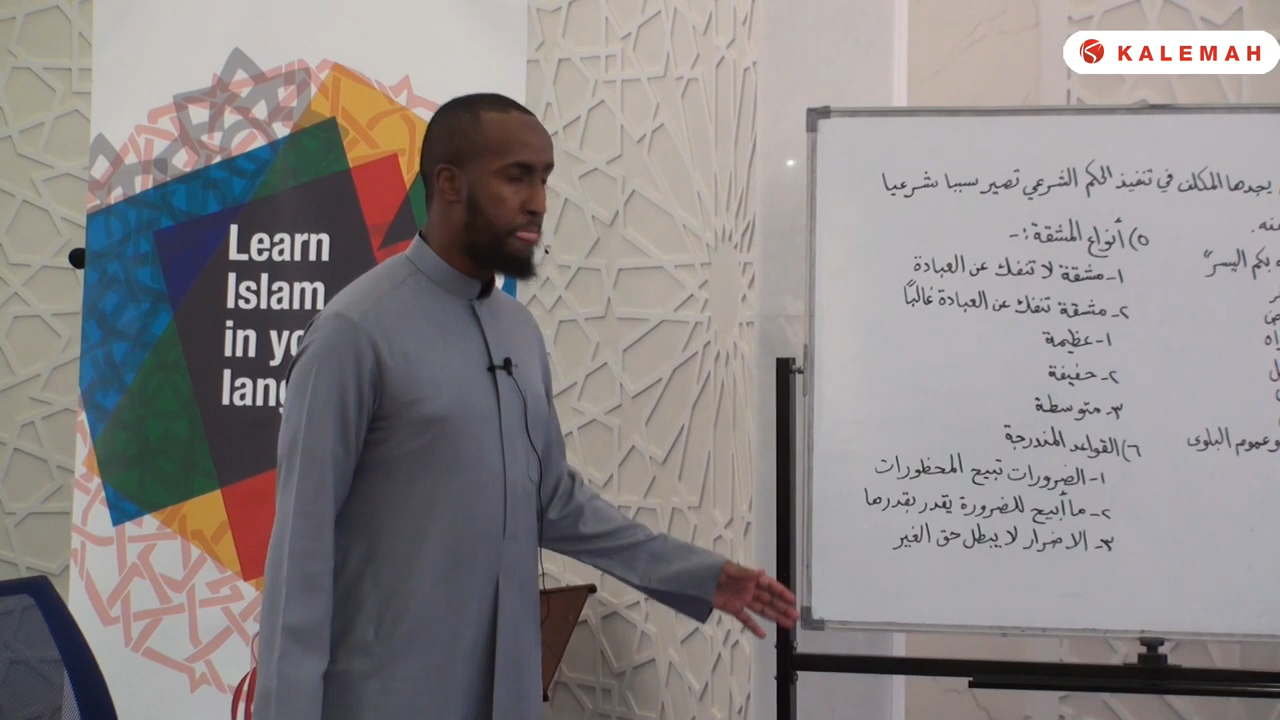 KALEMAH
Learn
Islam
in yo
lang
يجدها المكلف في تنفيذ الحكم الشرعي تصير سببا شرعيا
٥) أنواع المشقة :-
١- مشقة لا تنفك عن العبادة
٢- مشقة تنفك عن العبادة غالبًا
١- عظيمة
٢- خفيفة
٣- متوسطة
٦) القواعد المندرجة
١- الضرورات تبيح المحظورات
٢- ما أبيح للضرورة يقدر بقدرها
٣- الاضرار لا يبطل حق الغير
بكم اليسر"
وعموم البلوى